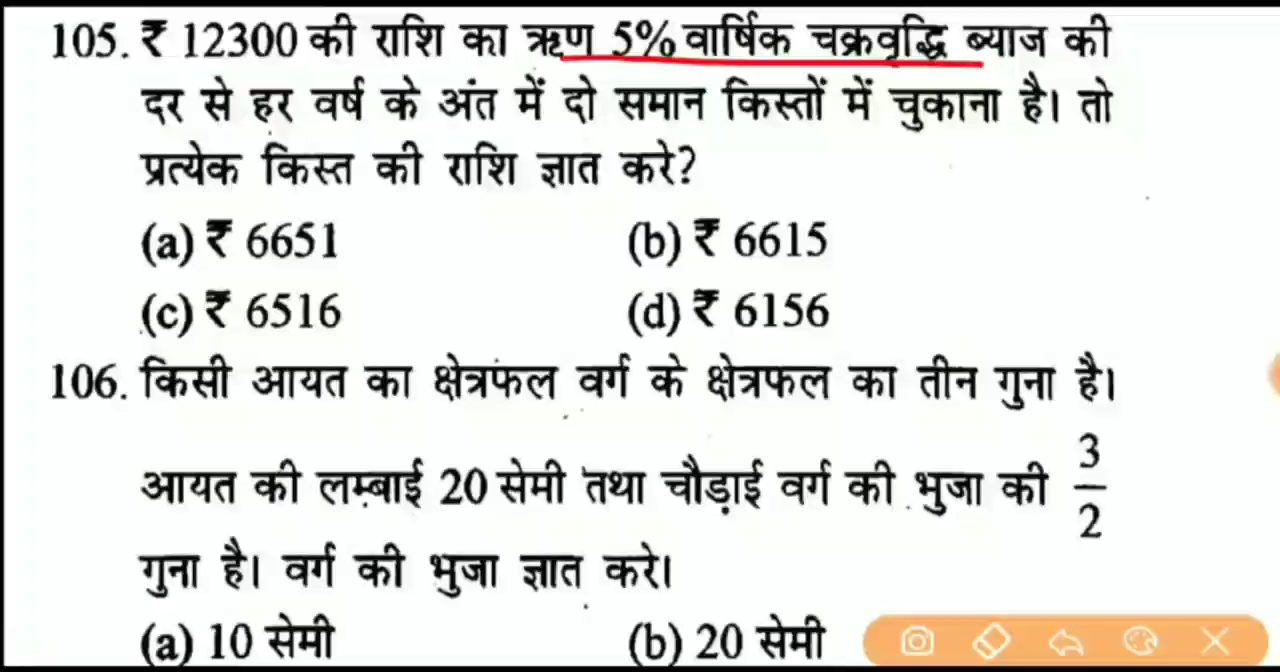 105. ₹ 12300 की राशि का ऋण 5% वार्षिक चक्रवृद्धि ब्याज की
दर से हर वर्ष के अंत में दो समान किस्तों में चुकाना है। तो
प्रत्येक किस्त की राशि ज्ञात करे?
(a) ₹ 6651 (b) ₹ 6615
(c) ₹ 6516 (d) ₹ 6156
106. किसी आयत का क्षेत्रफल वर्ग के क्षेत्रफल का तीन गुना है।
आयत की लम्बाई 20 सेमी तथा चौड़ाई वर्ग की भुजा की 3/2
गुना है। वर्ग की भुजा ज्ञात करे।
(a) 10 सेमी (b) 20 सेमी